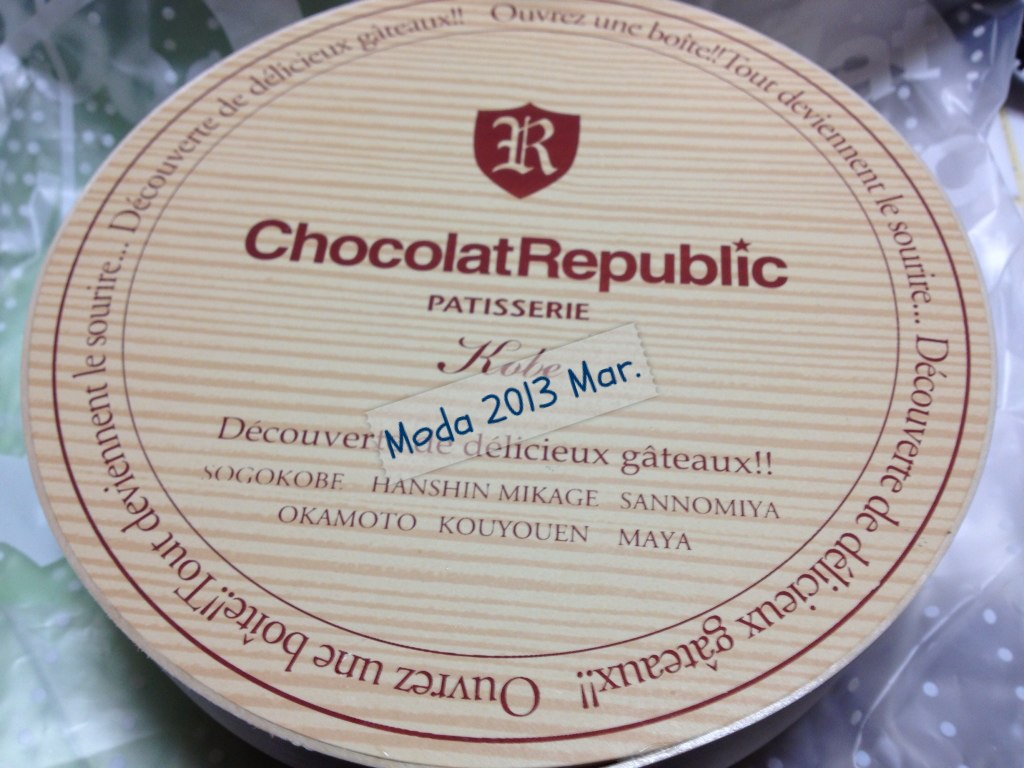 Ouvrez une boîte!! Tout deviennent le sourire... Découverte de délicieux gâteaux!!
Ouvrez une boîte!! Tout deviennent le sourire... Découverte de délicieux gâteaux!!
R
ChocolatRepublic
PATISSERIE
Kobe
Moda 2013 Mar.
Découverte de délicieux gâteaux!!
SOGOKOBE HANSHIN MIKAGE SANNOMIYA
OKAMOTO KOUYOUEN MAYA